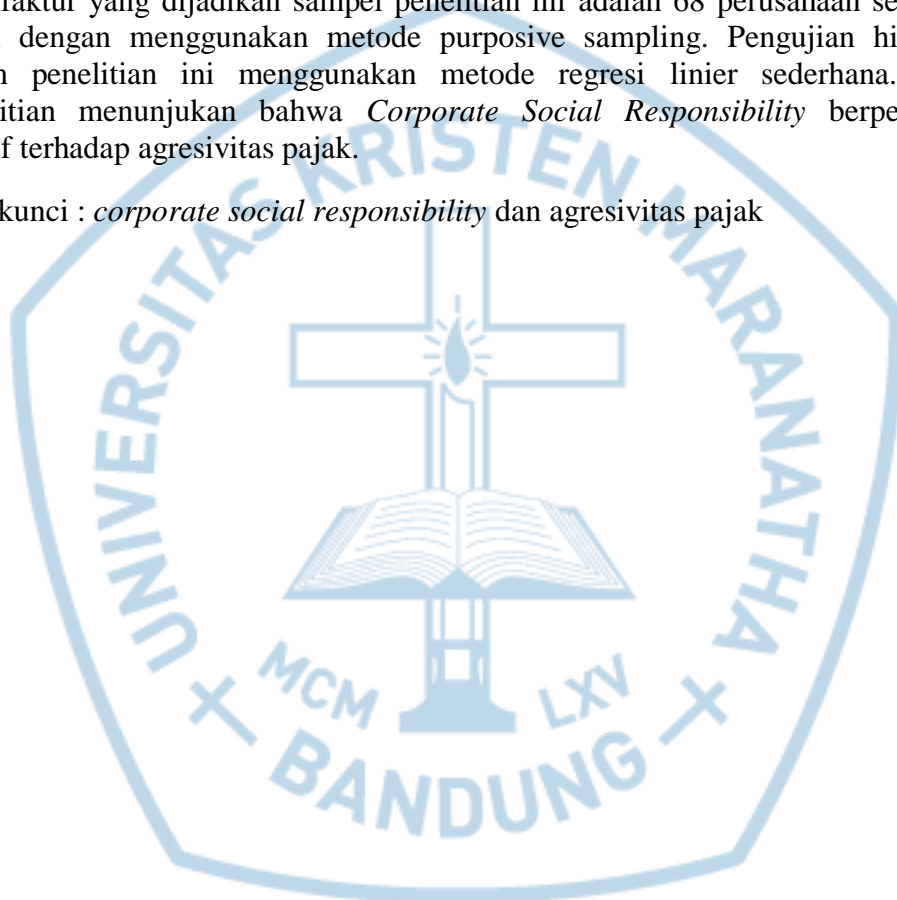 faktur yang dijadikan sampel penelitian ini adalah 68 perusahaan se
dengan menggunakan metode purposive sampling. Pengujian hi
n penelitian ini menggunakan metode regresi linier sederhana.
itian menunjukan bahwa Corporate Social Responsibility berpe
f terhadap agresivitas pajak.
kunci : corporate social responsibility dan agresivitas pajak
UNIVERSITAS KRISTEN MARANATHA
MCM LXV
BANDUNG